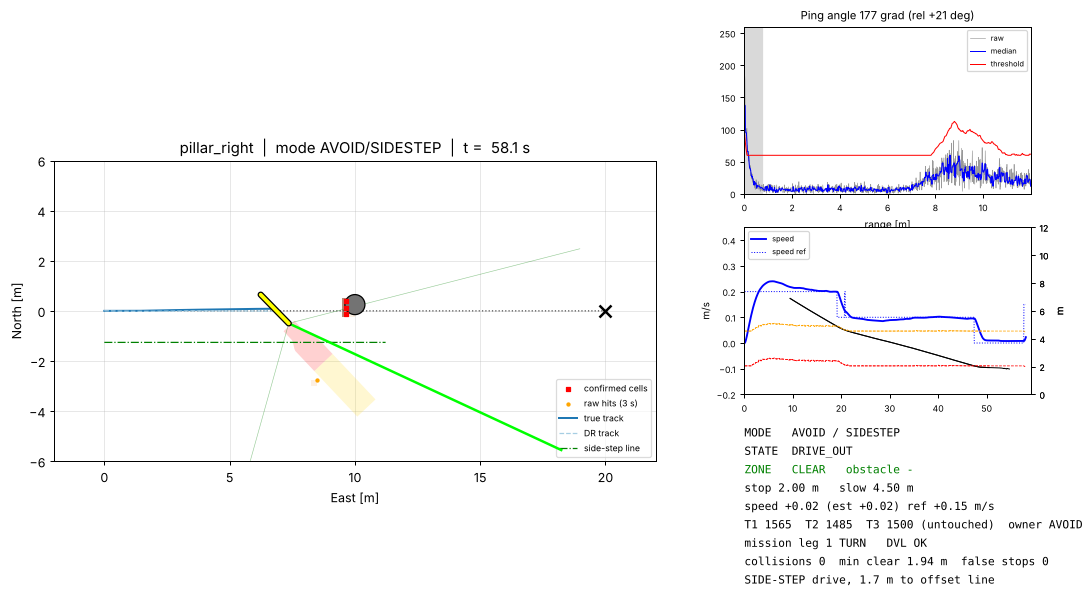 pillar_right | mode AVOID/SIDESTEP | t = 58.1 s
6
4
2
0
−2
−4
−6
North [m]
0
5
10
15
20
East [m]
confirmed cells
raw hits (3 s)
true track
DR track
side-step line
Ping angle 177 grad (rel +21 deg)
250
200
150
100
50
0
raw
median
threshold
0
2
4
6
8
10
range [m]
0.4
0.3
0.2
0.1
0.0
−0.1
−0.2
m/s
speed
speed ref
12
10
8
6
4
2
0
m
0
10
20
30
40
50
MODE AVOID / SIDESTEP
STATE DRIVE_OUT
ZONE CLEAR obstacle -
stop 2.00 m slow 4.50 m
speed +0.02 (est +0.02) ref +0.15 m/s
T1 1565 T2 1485 T3 1500 (untouched) owner AVOID
mission leg 1 TURN DVL OK
collisions 0 min clear 1.94 m false stops 0
SIDE-STEP drive, 1.7 m to offset line